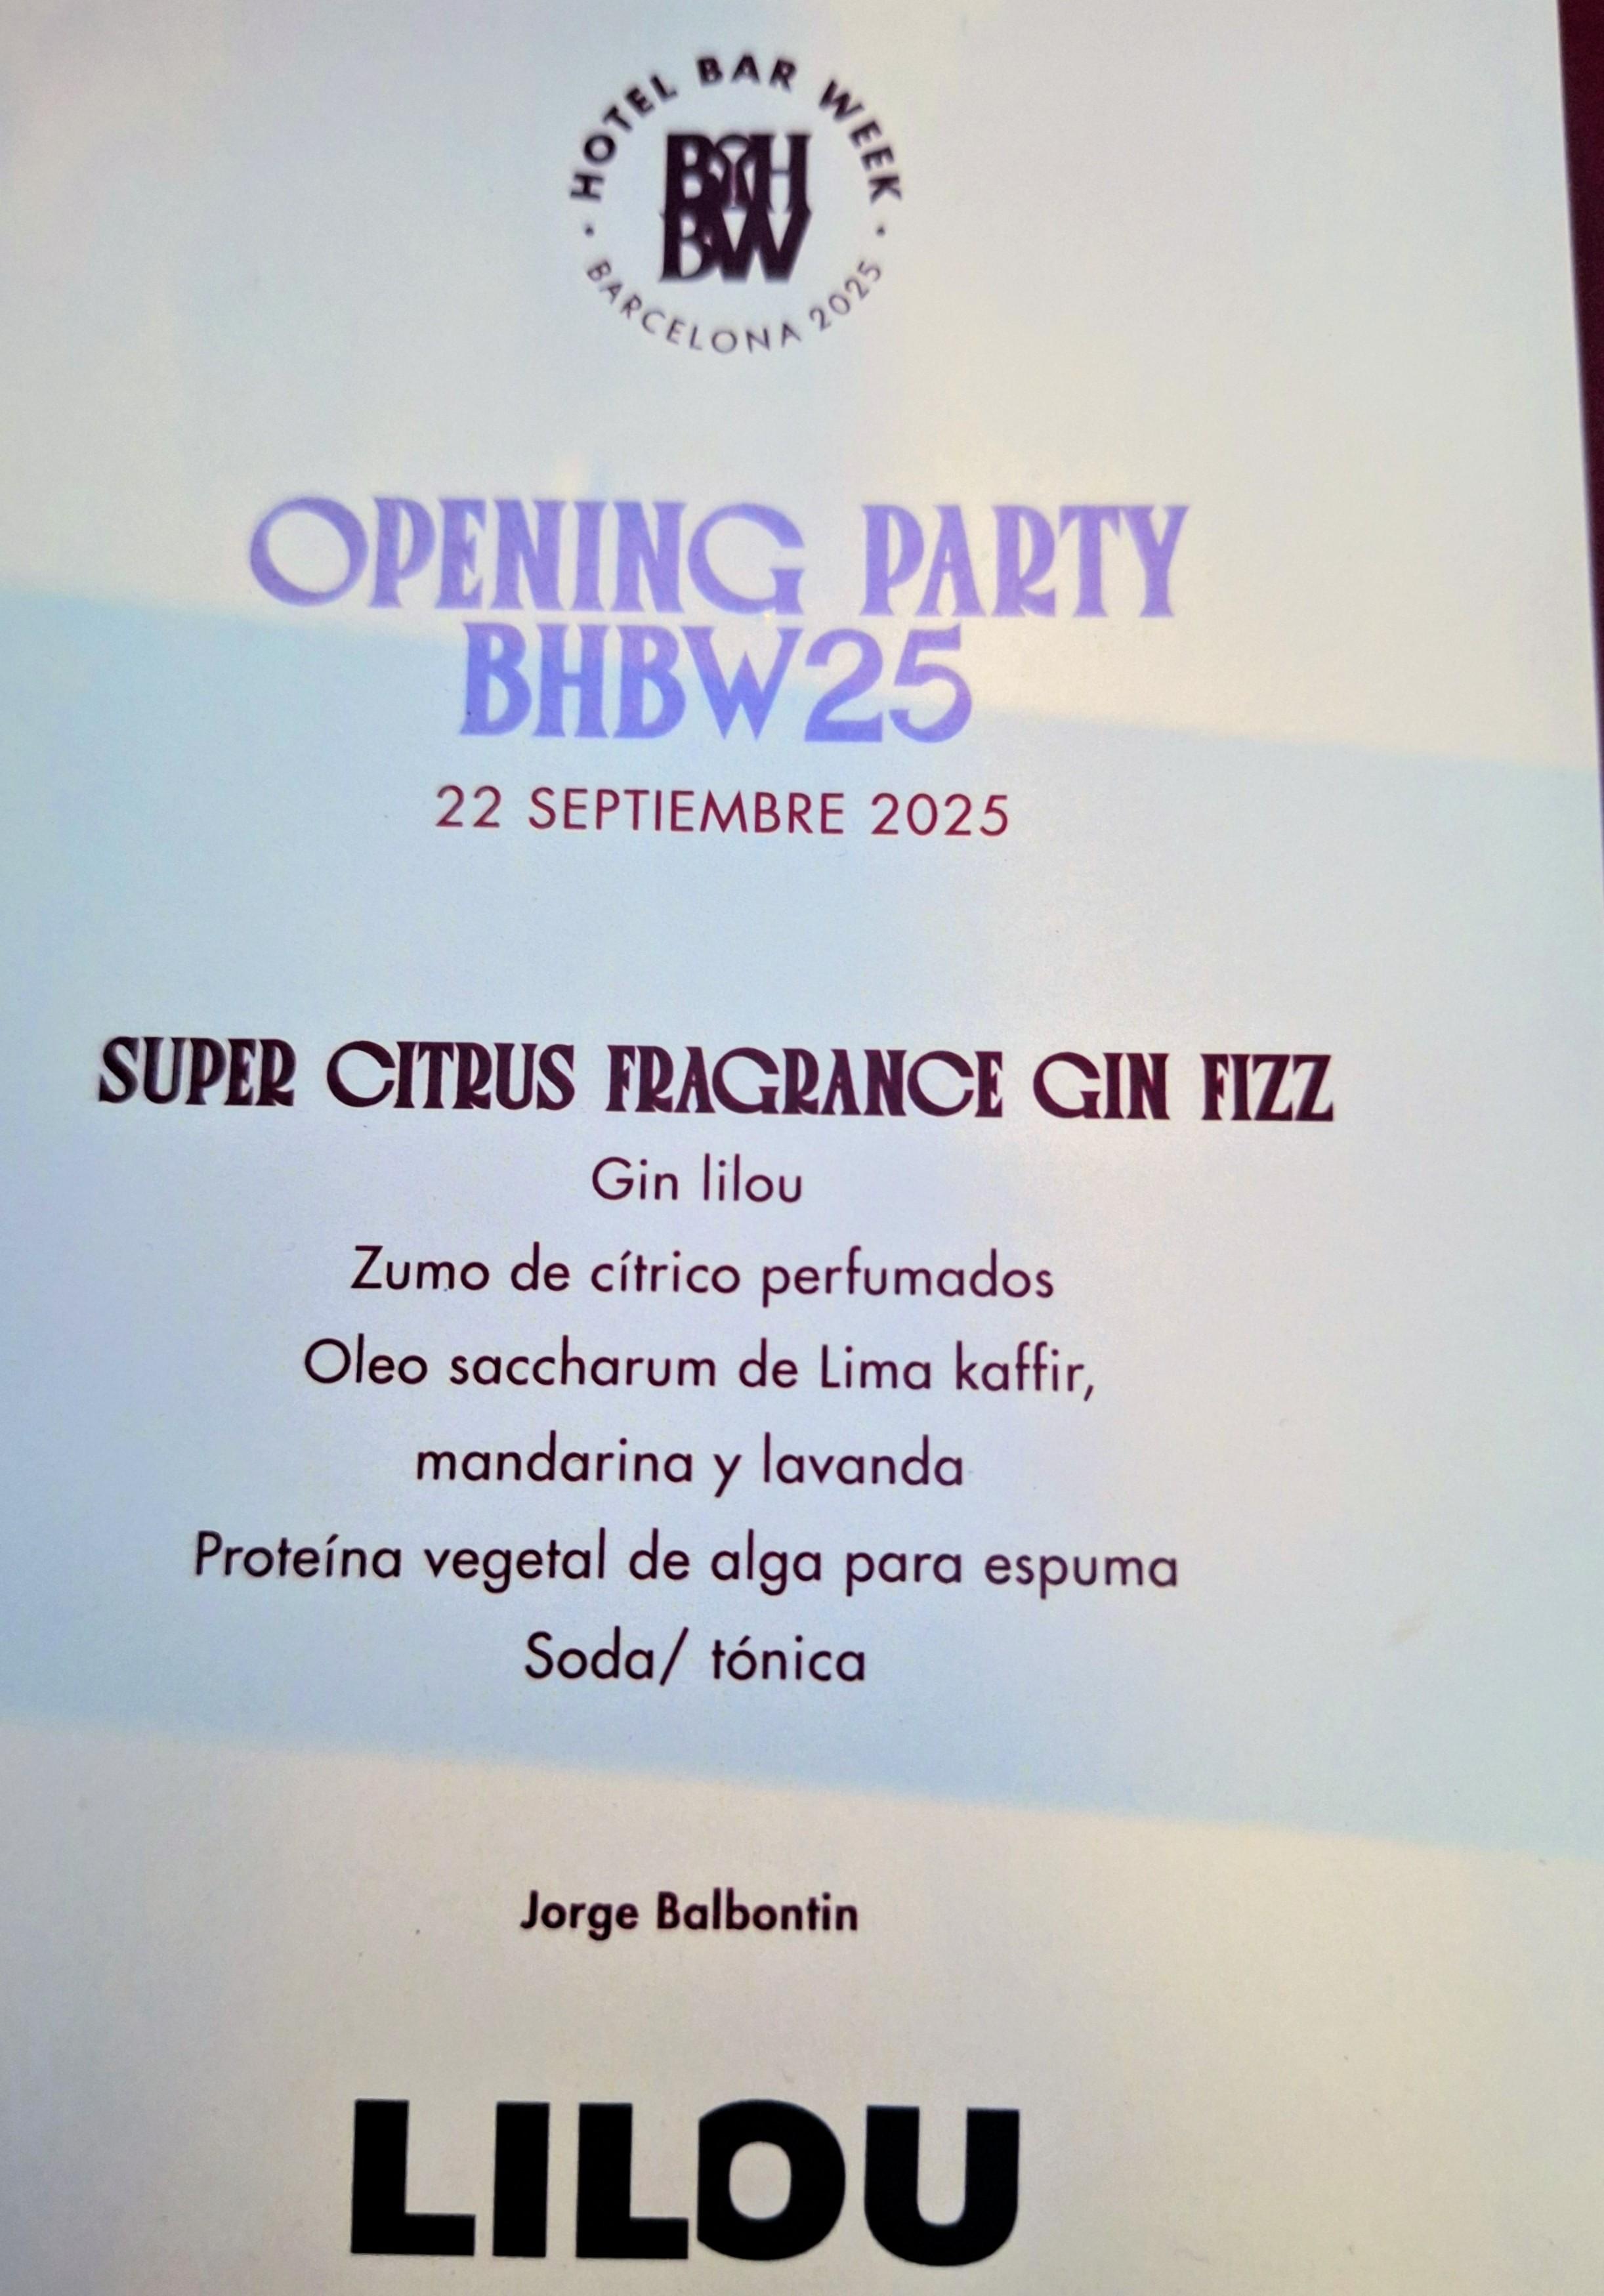 HOTEL BAR WEEK
BHBW
BARCELONA 2025
OPENING PARTY
BHBW25
22 SEPTIEMBRE 2025
SUPER CITRUS FRAGRANCE GIN FIZZ
Gin lilou
Zumo de cítrico perfumados
Oleo saccharum de Lima kaffir,
mandarina y lavanda
Proteína vegetal de alga para espuma
Soda/ tónica
Jorge Balbontin
LILOU